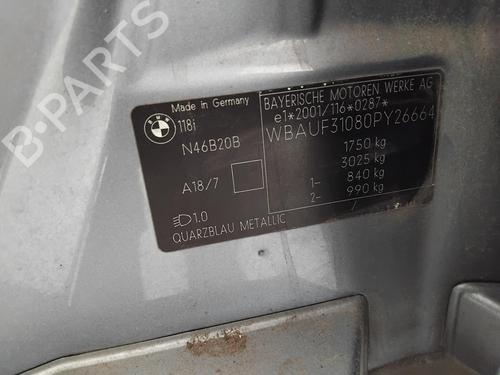 B-PARTS
Made in Germany
BMW
118i
N46B20B
A18/7
1.0
QUARZBLAU METALLIC
BAYERISCHE MOTOREN WERKE AG
e1*2001/116*0287*
WBAUF31080PY26664
1750 kg
3025 kg
1- 840 kg
2- 990 kg
/